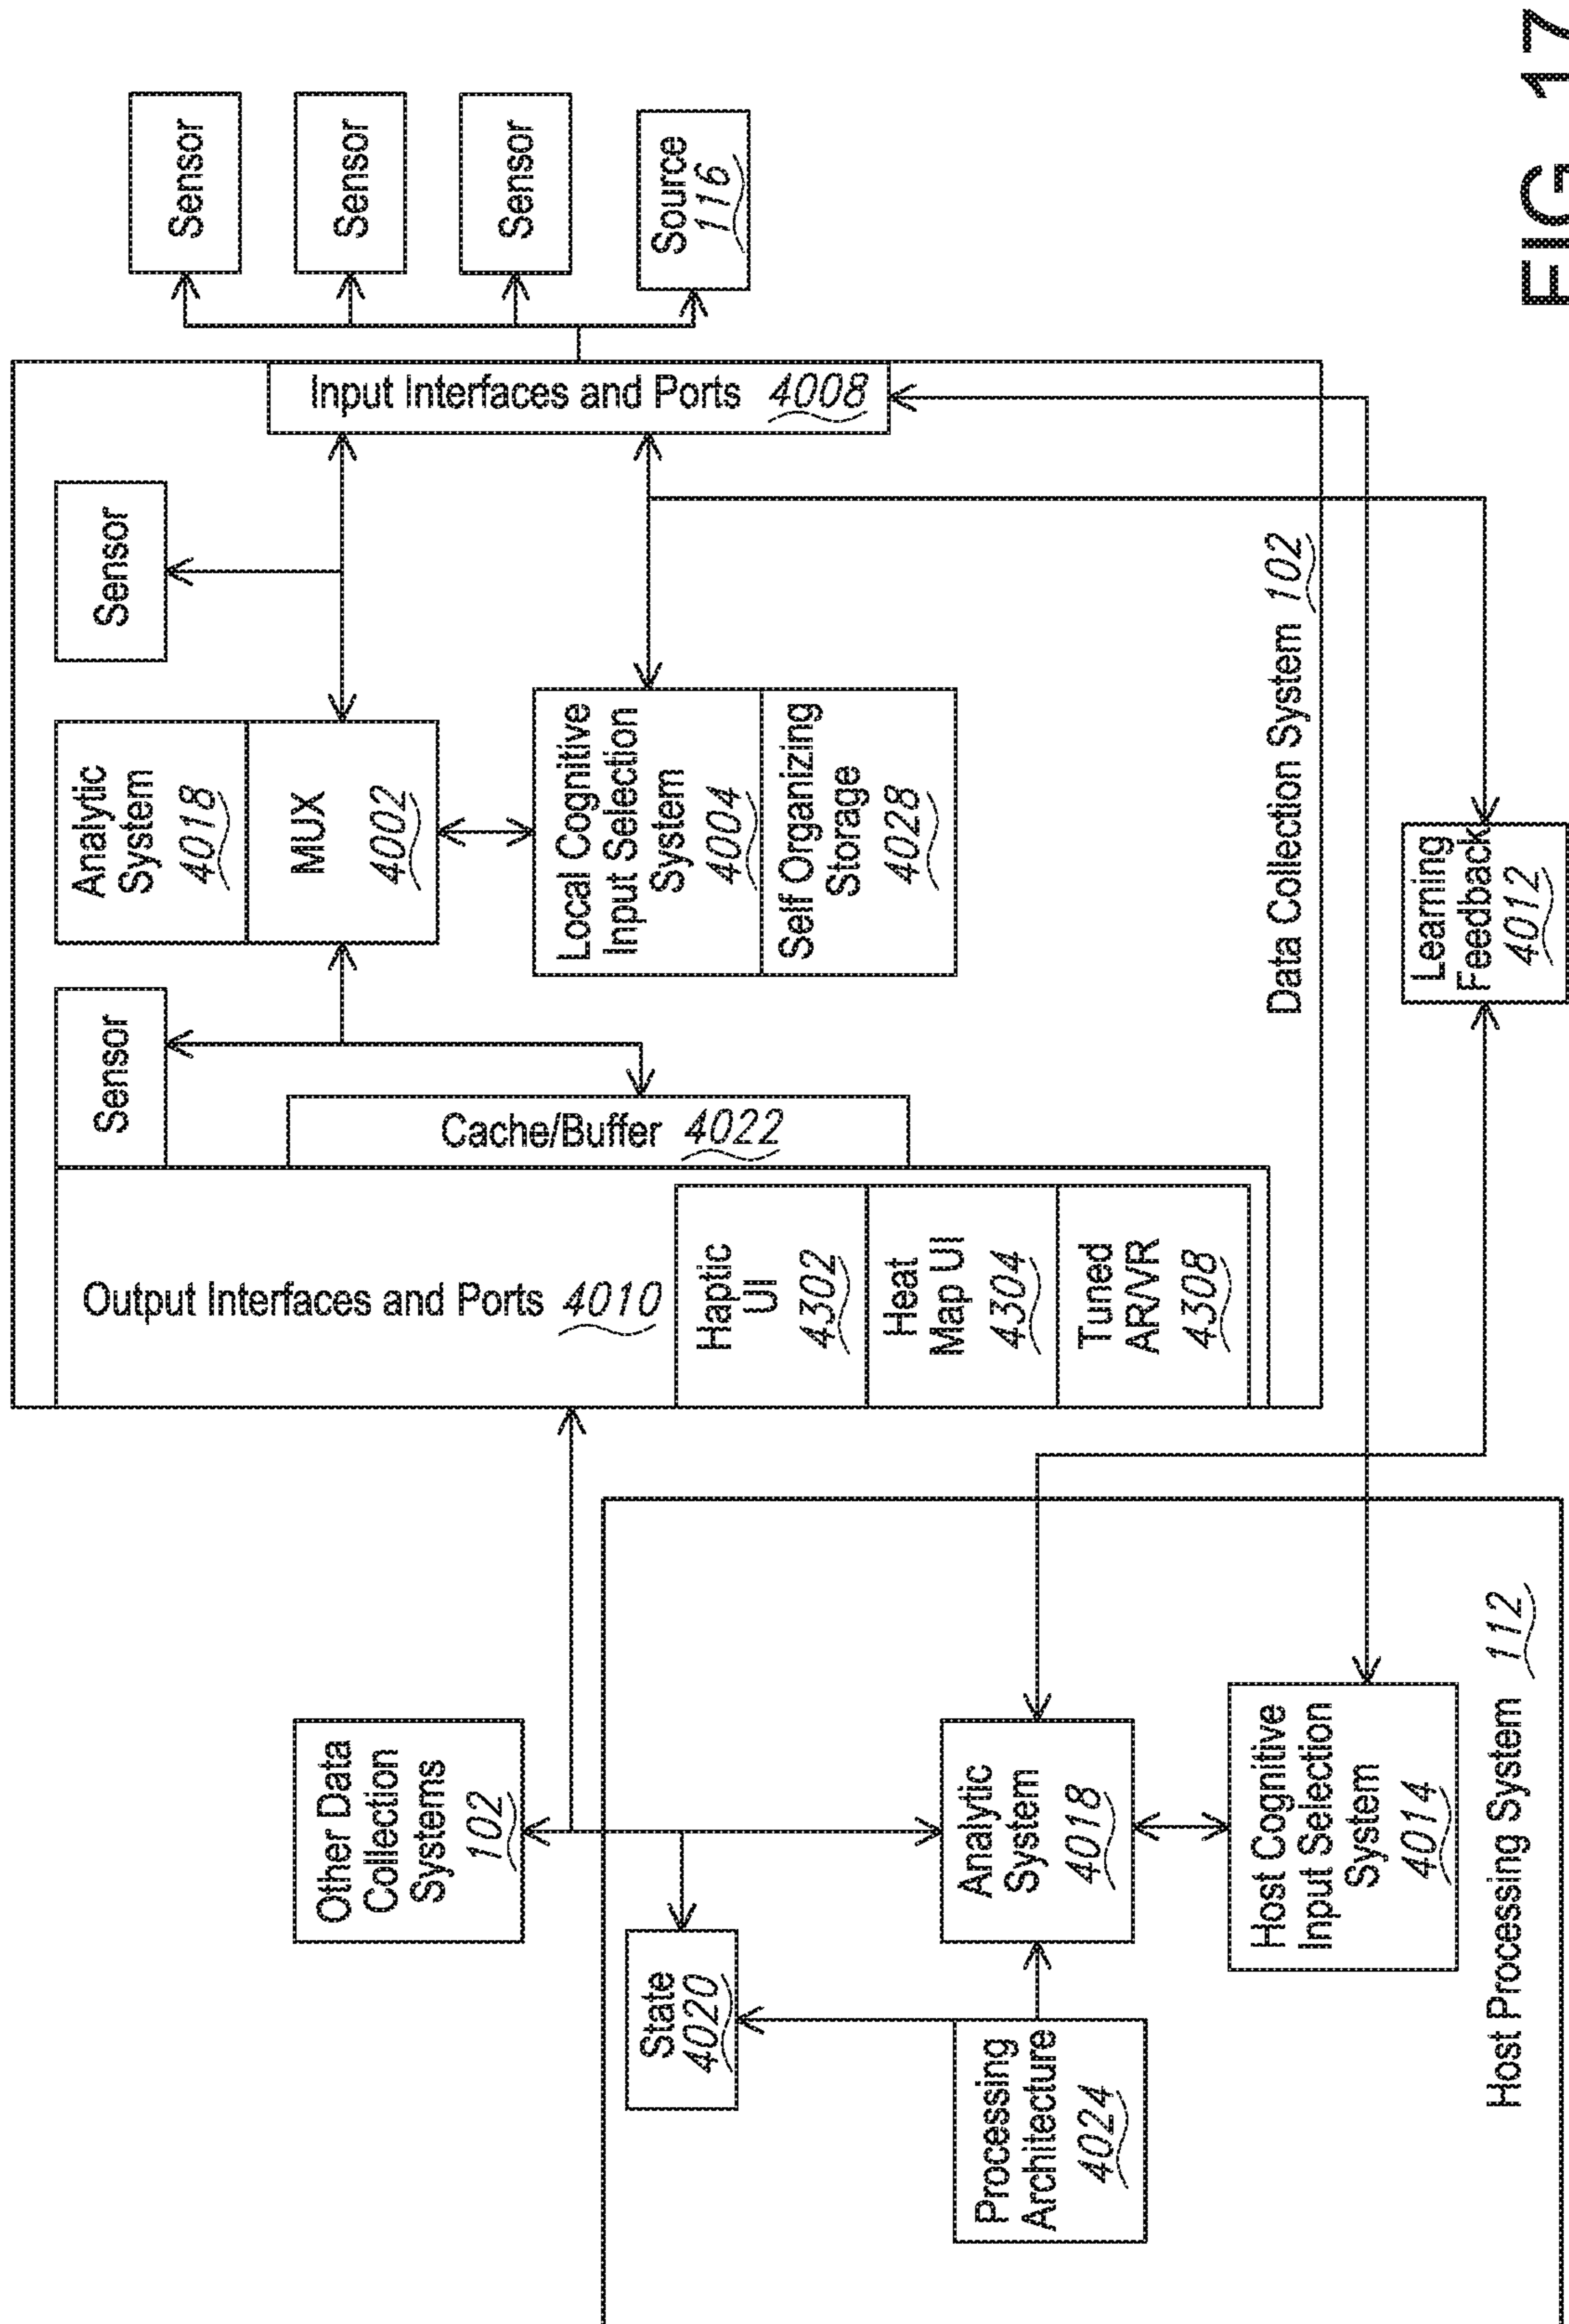 Other Data
Collection
Systems
102
State
4020
Processing
Architecture
4024
Analytic
System
4018
Host Cognitive
Input Selection
System
4014
Host Processing System 112
Output Interfaces and Ports 4010
Haptic
UI
4302
Heat
Map UI
4304
Tuned
AR/VR
4308
Sensor
Cache/Buffer 4022
Analytic
System
4018
MUX
4002
Local Cognitive
Input Selection
System
4004
Self Organizing
Storage
4028
Sensor
Input Interfaces and Ports 4008
Data Collection System 102
Learning
Feedback
4012
Sensor
Sensor
Sensor
Source
116
FIG. 17